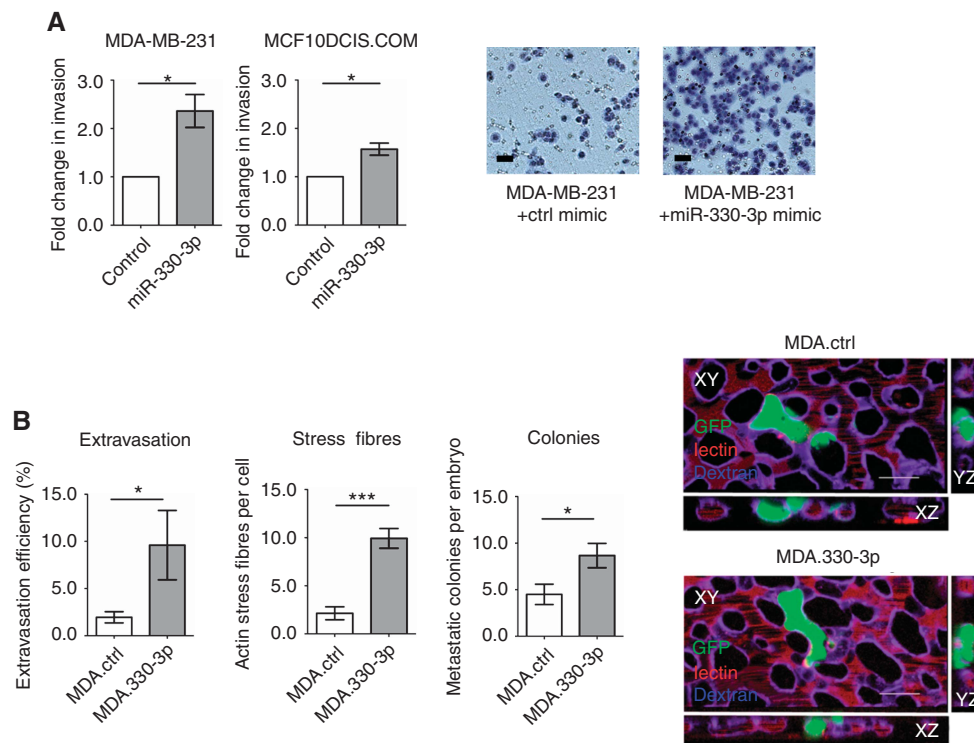 A
MDA-MB-231
MCF10DCIS.COM
Fold change in invasion
3.0
2.0
1.0
0.0
*
Control
miR-330-3p
Fold change in invasion
3.0
2.0
1.0
0.0
*
Control
miR-330-3p
MDA-MB-231
+ctrl mimic
MDA-MB-231
+miR-330-3p mimic
B
Extravasation
Extravasation efficiency (%)
15.0
10.0
5.0
0.0
*
MDA.ctrl
MDA.330-3p
Stress fibres
Actin stress fibres per cell
15.0
10.0
5.0
0.0
***
MDA.ctrl
MDA.330-3p
Colonies
Metastatic colonies per embryo
15.0
10.0
5.0
0.0
*
MDA.ctrl
MDA.330-3p
MDA.ctrl
XY
GFP
lectin
Dextran
YZ
XZ
MDA.330-3p
XY
GFP
lectin
Dextran
YZ
XZ